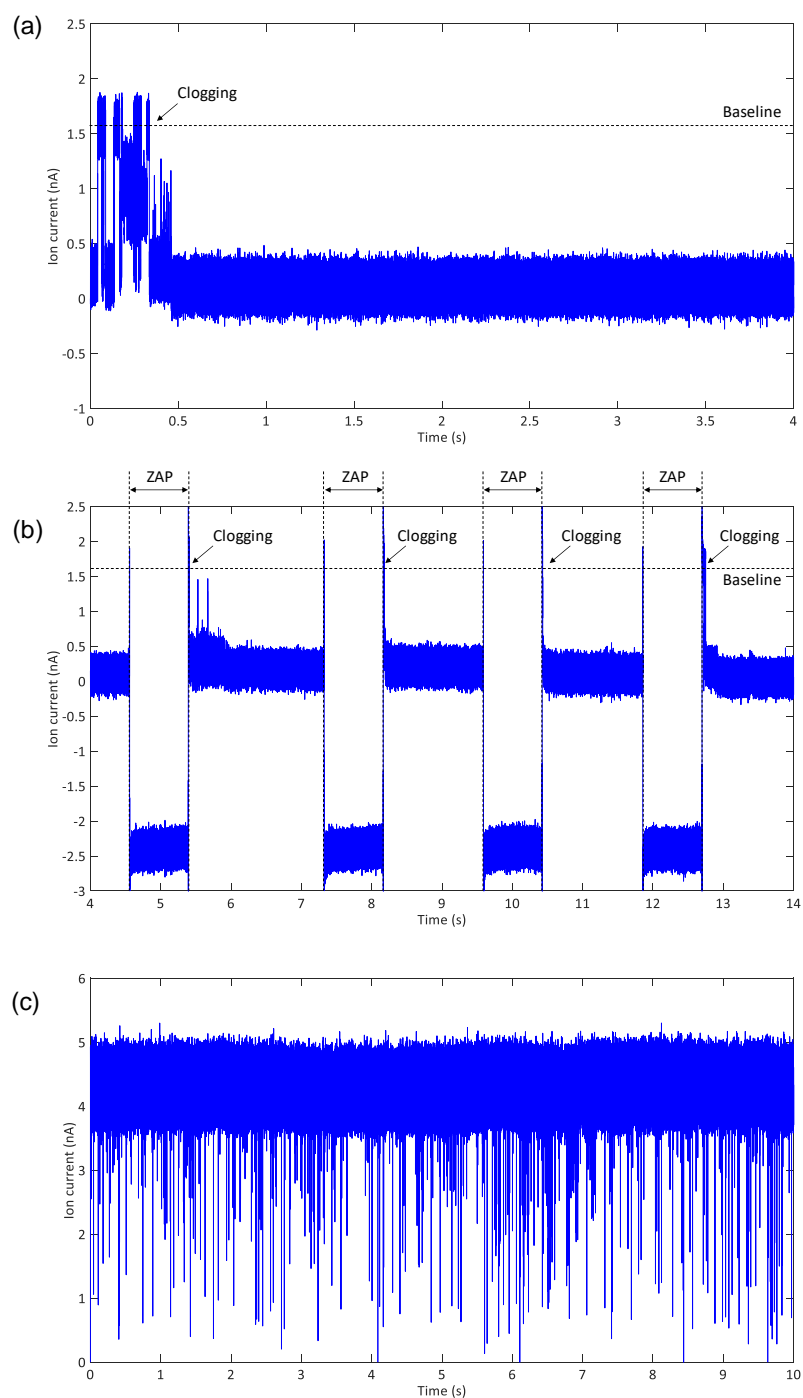 (a)
2.5
2
1.5
1
0.5
0
-0.5
-1
Ion current (nA)
Clogging
Baseline
0 0.5 1 1.5 2 2.5 3 3.5 4
Time (s)
ZAP ZAP ZAP ZAP
(b)
2.5
2
1.5
1
0.5
0
-0.5
-1
-1.5
-2
-2.5
-3
Ion current (nA)
Clogging Clogging Clogging Clogging
Baseline
4 5 6 7 8 9 10 11 12 13 14
Time (s)
(c)
6
5
4
3
2
1
0
Ion current (nA)
0 1 2 3 4 5 6 7 8 9 10
Time (s)